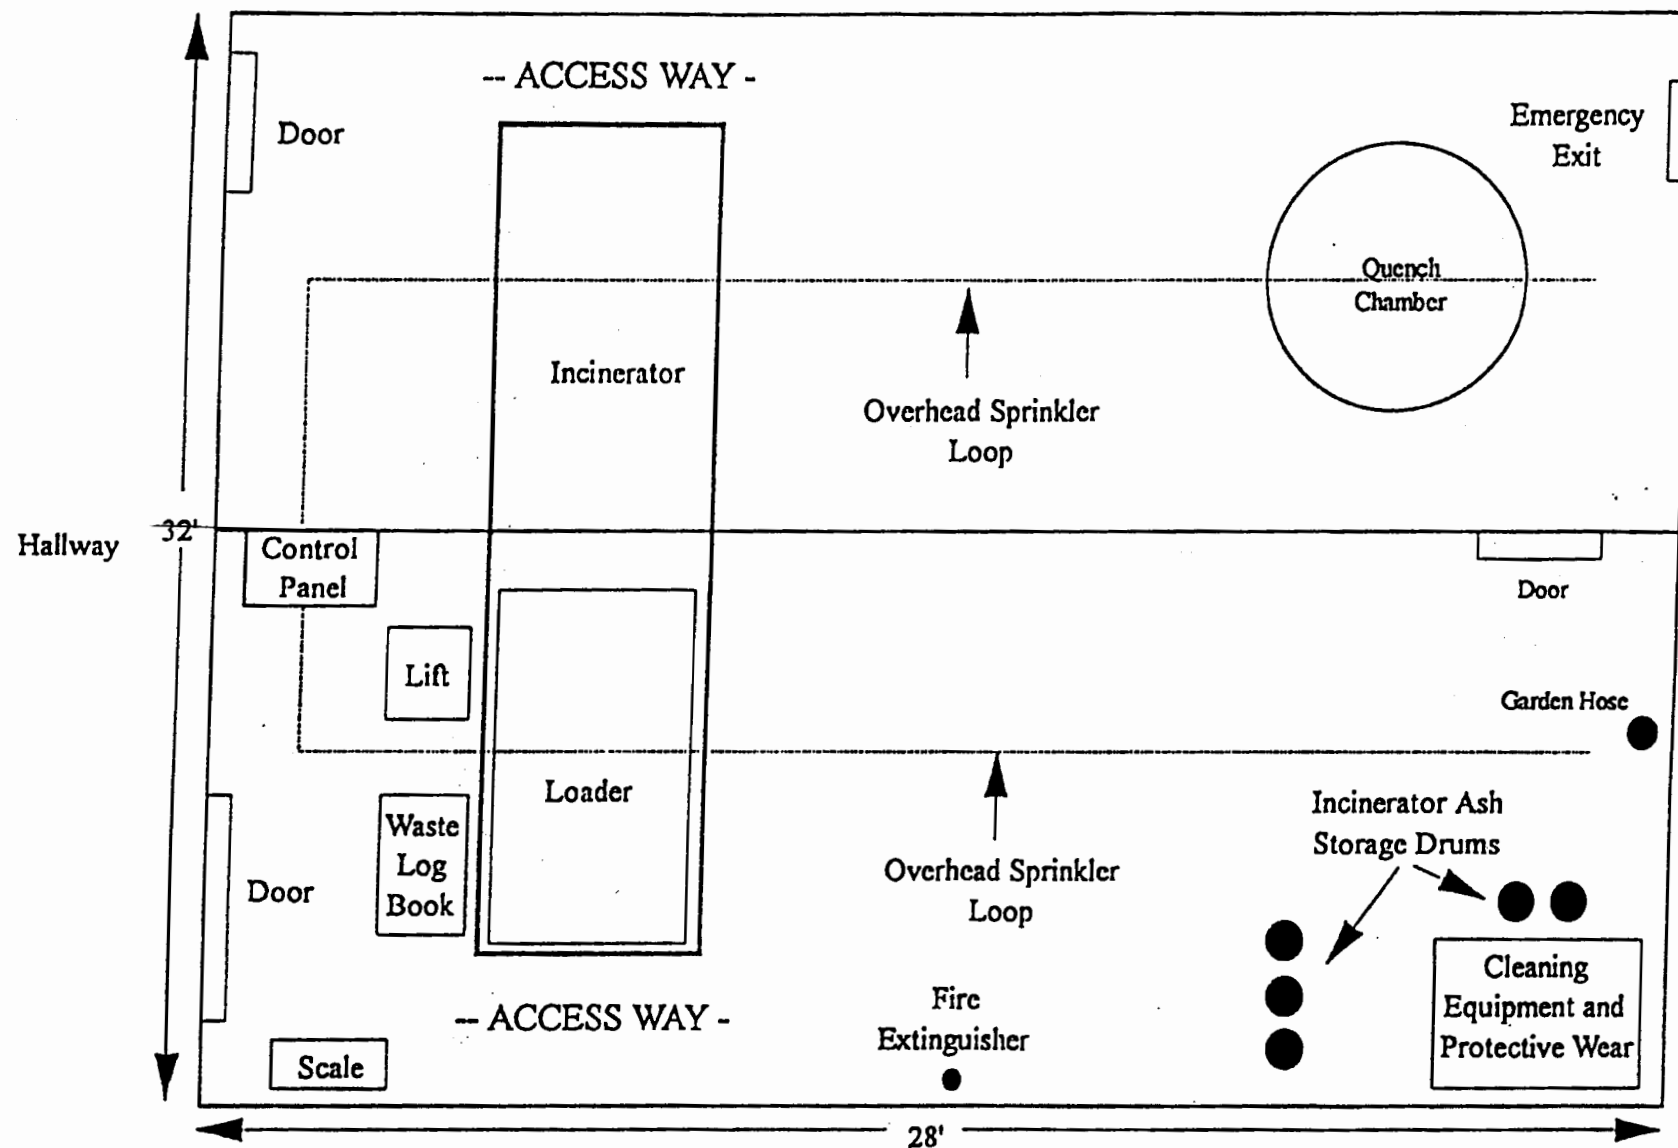 -- ACCESS WAY -
Door
Emergency
Exit
Quench
Chamber
Incinerator
Overhead Sprinkler
Loop
Hallway
32'
Control
Panel
Door
Lift
Garden Hose
Loader
Waste
Log
Book
Door
Overhead Sprinkler
Loop
Incinerator Ash
Storage Drums
-- ACCESS WAY -
Fire
Extinguisher
Cleaning
Equipment and
Protective Wear
Scale
28'